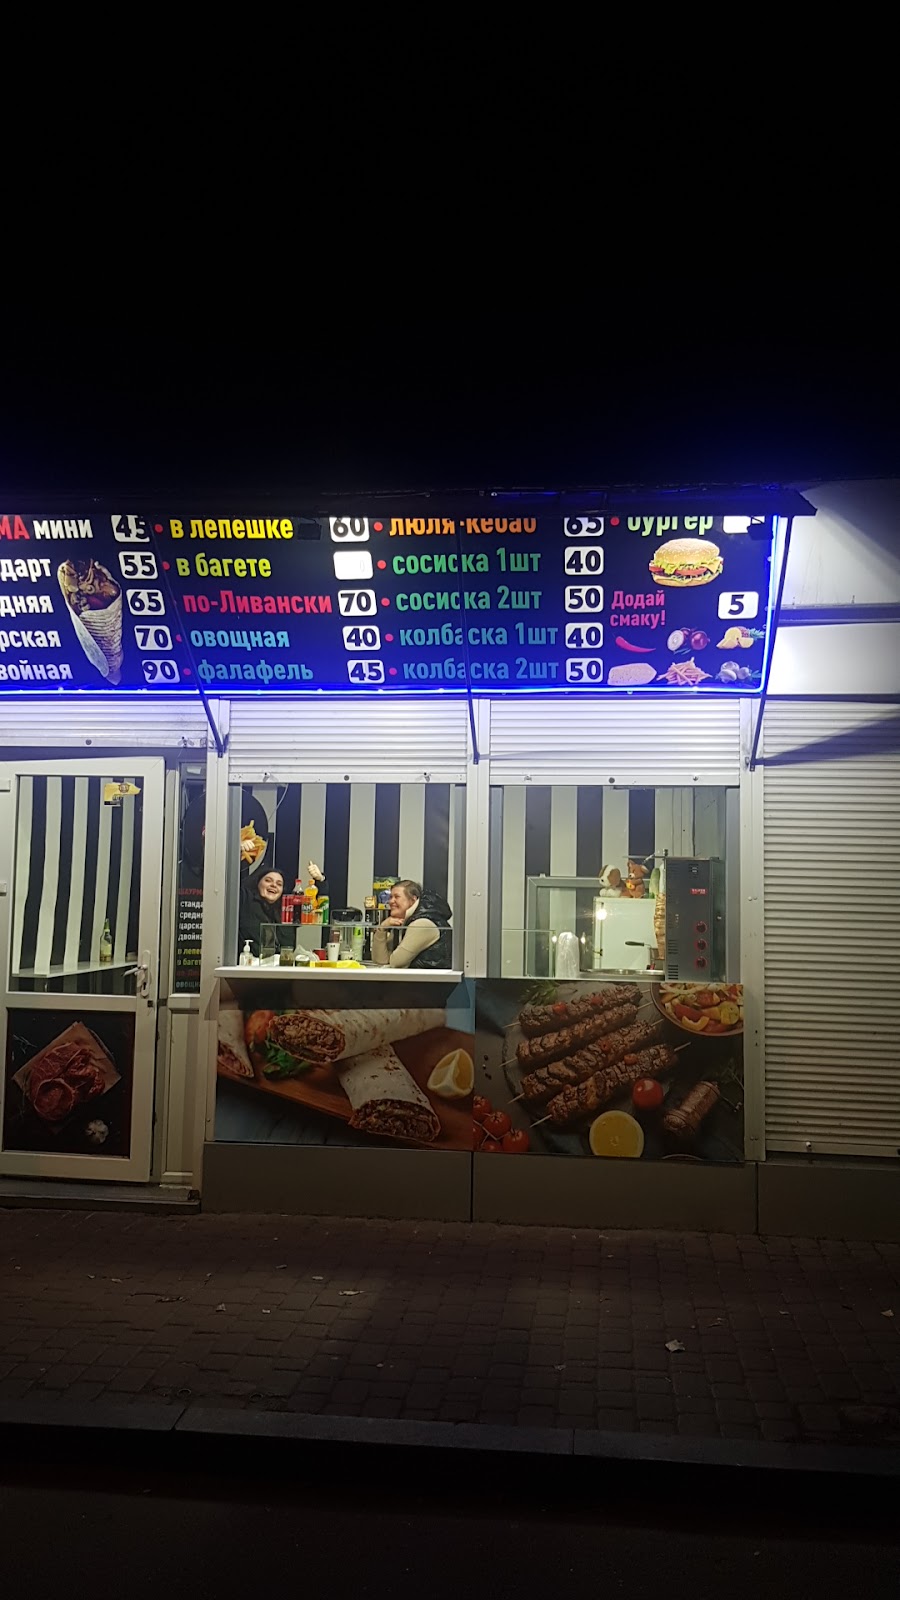 МА мини 45 • в лепешке 60 • люля-кебаб 65 • бургер
дарт 55 • в багете • сосиска 1шт 40
дняя 65 • по-Ливански 70 • сосиска 2шт 50
рская 70 • овощная 40 • колбаска 1шт 40
войная 90 • фалафель 45 • колбаска 2шт 50
Додай
смаку!
5